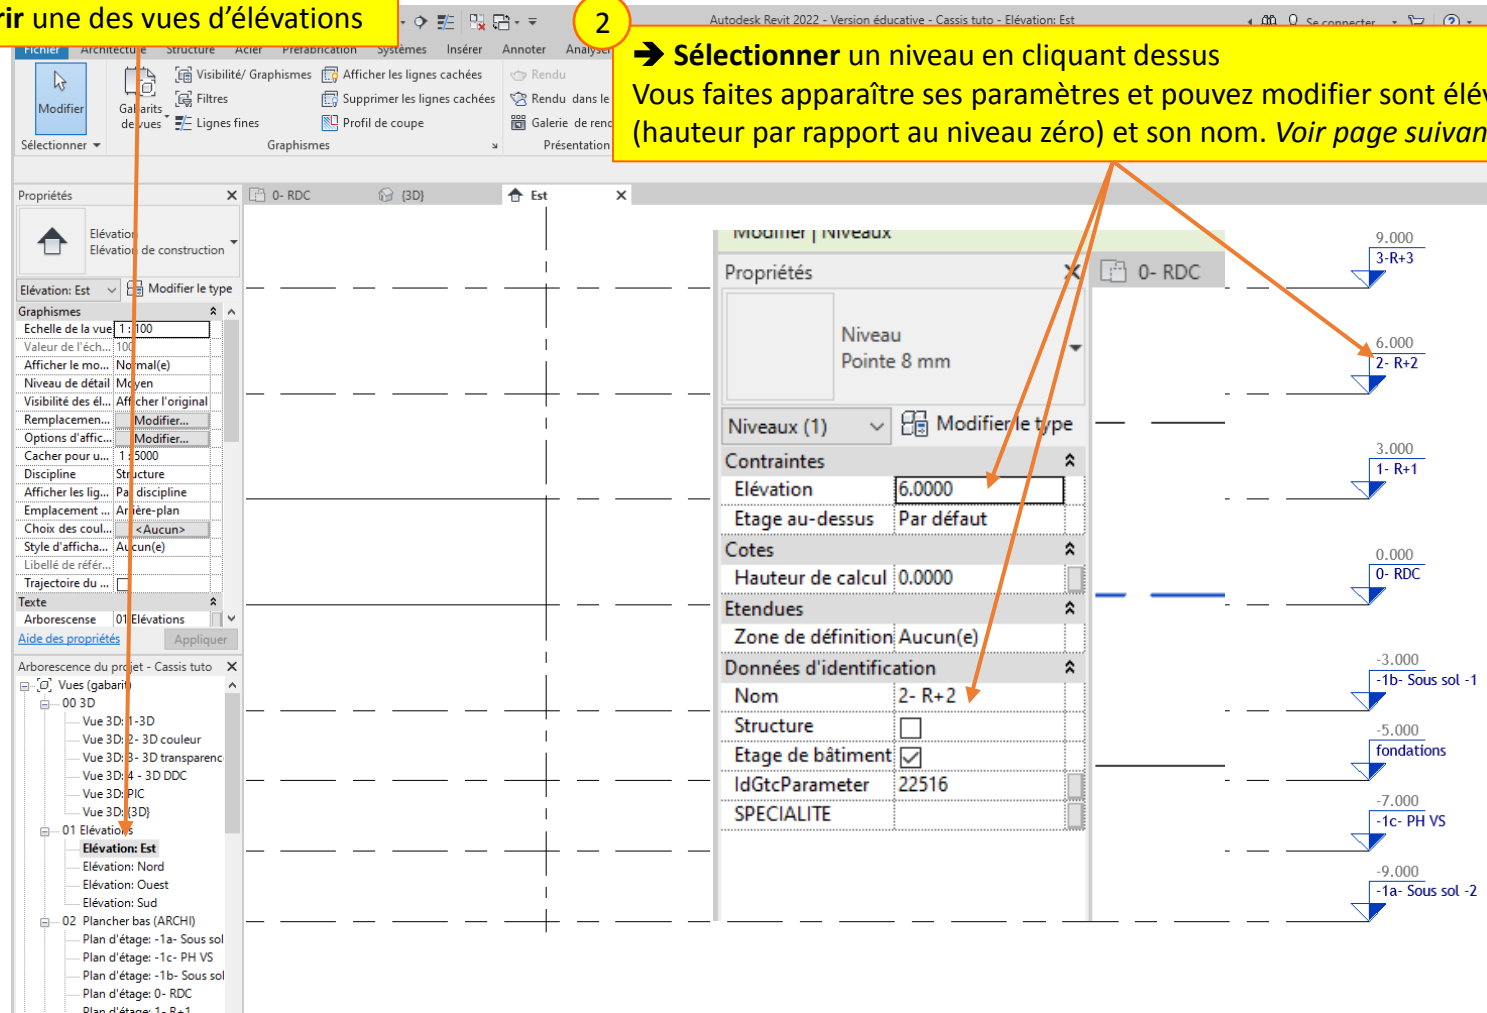 rir une des vues d'élévations
2
Autodesk Revit 2022 - Version éducative - Cassis tuto - Elévation: Est
Se connecter
➔ Sélectionner un niveau en cliquant dessus
Vous faites apparaître ses paramètres et pouvez modifier sont élév
(hauteur par rapport au niveau zéro) et son nom. Voir page suivan
Fichier Architecture Structure Acier Préfabrication Systèmes Insérer Annoter Analyser
Modifier
Gabarits de vues
Visibilité/ Graphismes
Filtres
Lignes fines
Afficher les lignes cachées
Supprimer les lignes cachées
Profil de coupe
Rendu
Rendu dans le
Galerie de rend
Sélectionner
Graphismes
Présentation
Propriétés
0- RDC
{3D}
Est
Elévation
Elévation de construction
Elévation: Est
Modifier le type
Graphismes
Echelle de la vue 1 : 100
Valeur de l'éch... 100
Afficher le mo... Normal(e)
Niveau de détail Moyen
Visibilité des él... Afficher l'original
Remplacemen... Modifier...
Options d'affic... Modifier...
Cacher pour u... 1 : 5000
Discipline Structure
Afficher les lig... Par discipline
Emplacement ... Arrière-plan
Choix des coul... <Aucun>
Style d'afficha... Aucun(e)
Libellé de référ...
Trajectoire du ...
Texte
Arborescense 01 Elévations
Aide des propriétés
Appliquer
Arborescence du projet - Cassis tuto
Vues (gabarit)
00 3D
Vue 3D: 1-3D
Vue 3D: 2- 3D couleur
Vue 3D: 3- 3D transparenc
Vue 3D: 4 - 3D DDC
Vue 3D: PIC
Vue 3D: {3D}
01 Elévations
Elévation: Est
Elévation: Nord
Elévation: Ouest
Elévation: Sud
02 Plancher bas (ARCHI)
Plan d'étage: -1a- Sous sol
Plan d'étage: -1c- PH VS
Plan d'étage: -1b- Sous sol
Plan d'étage: 0- RDC
Plan d'étage: 1- R+1
Modifier | Niveaux
Propriétés
0- RDC
Niveau
Pointe 8 mm
Niveaux (1)
Modifier le type
Contraintes
Elévation 6.0000
Etage au-dessus Par défaut
Cotes
Hauteur de calcul 0.0000
Etendues
Zone de définition Aucun(e)
Données d'identification
Nom 2- R+2
Structure
Etage de bâtiment
IdGtcParameter 22516
SPECIALITE
9.000
3-R+3
6.000
2- R+2
3.000
1- R+1
0.000
0- RDC
-3.000
-1b- Sous sol -1
-5.000
fondations
-7.000
-1c- PH VS
-9.000
-1a- Sous sol -2